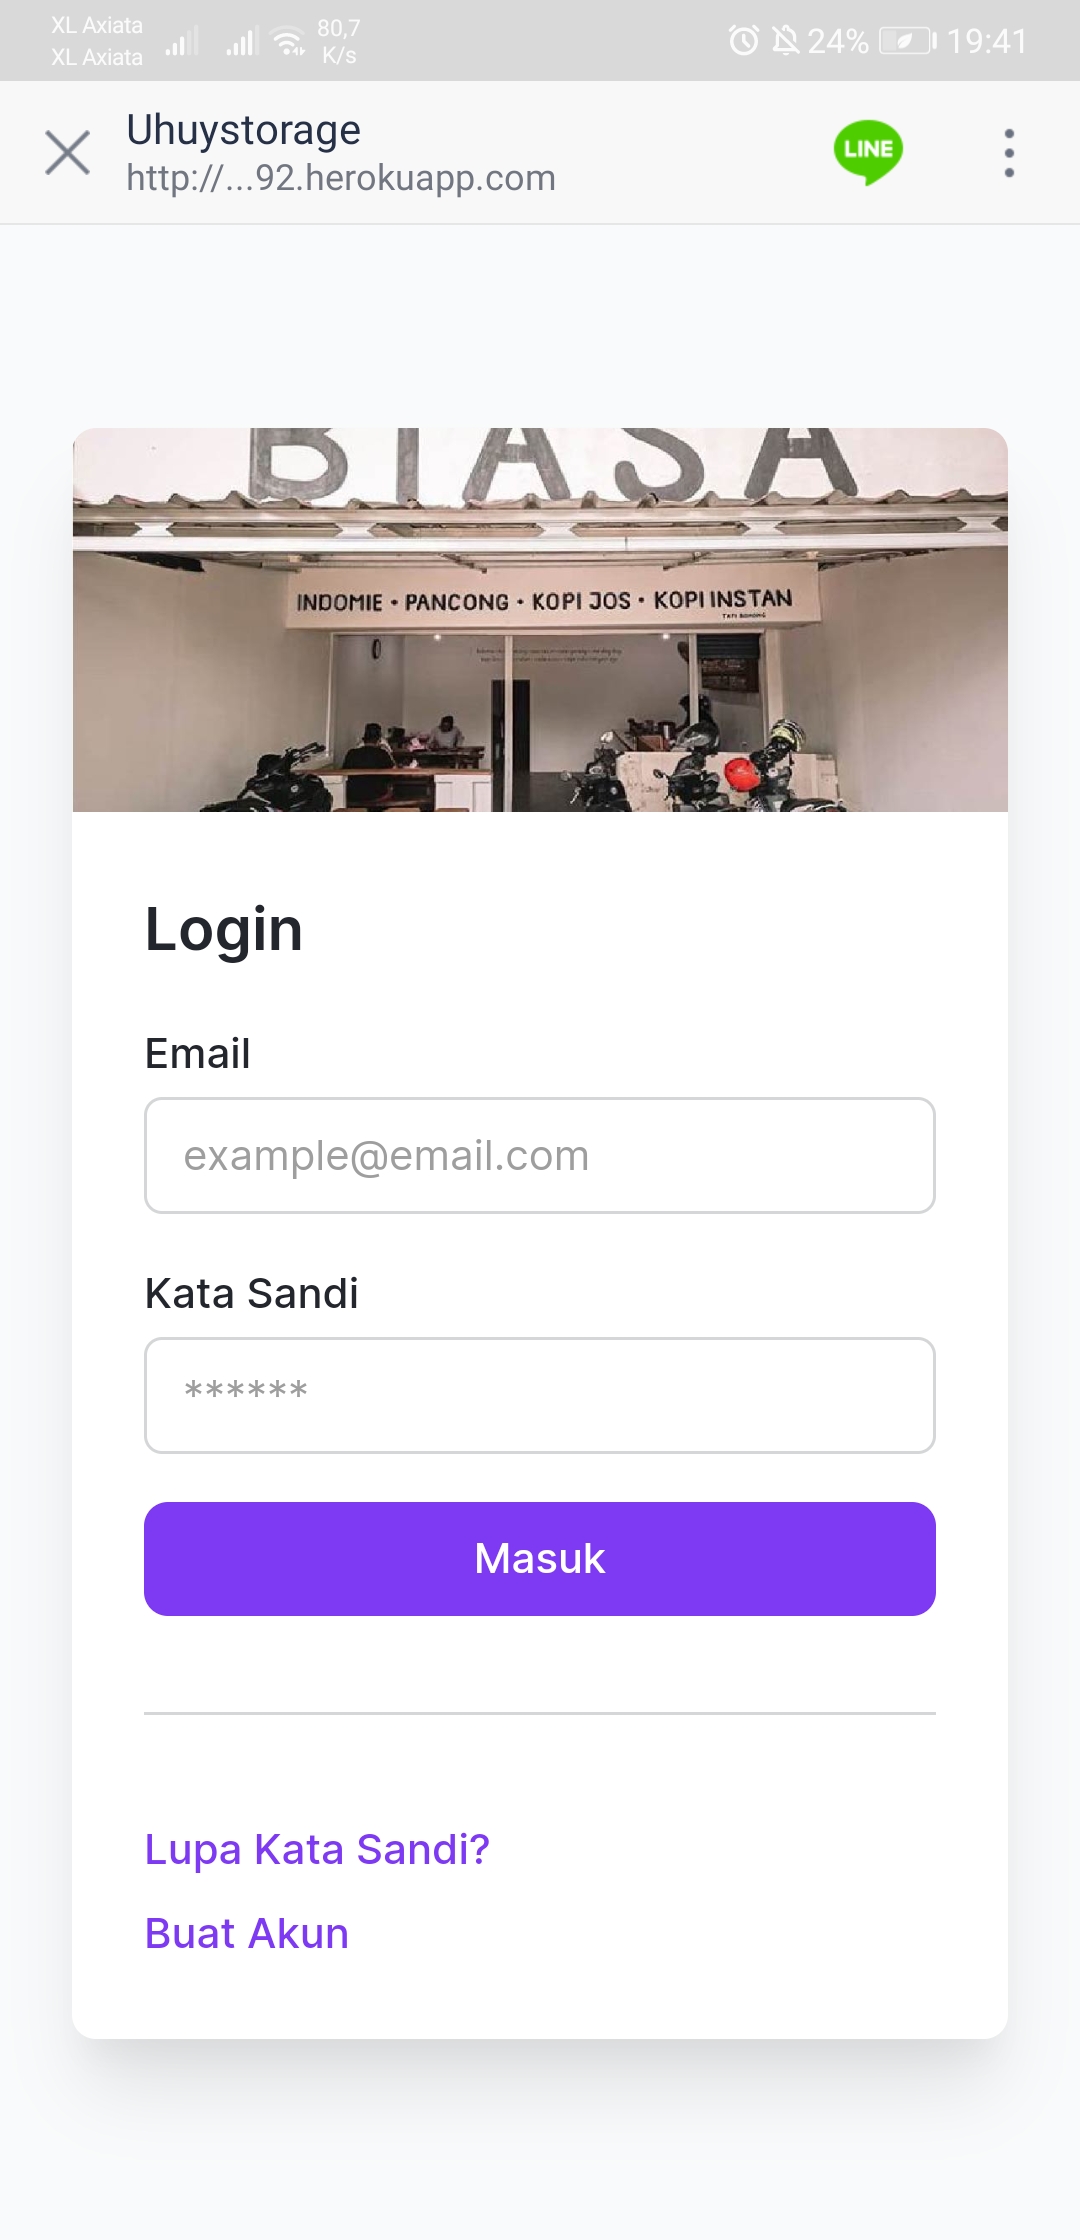 XL Axiata
XL Axiata
80,7
K/s
24%
19:41
Uhuystorage
http://...92.herokuapp.com
LINE
BIASA
INDOMIE • PANCONG • KOPI JOS • KOPI INSTAN
Login
Email
example@email.com
Kata Sandi
******
Masuk
Lupa Kata Sandi?
Buat Akun